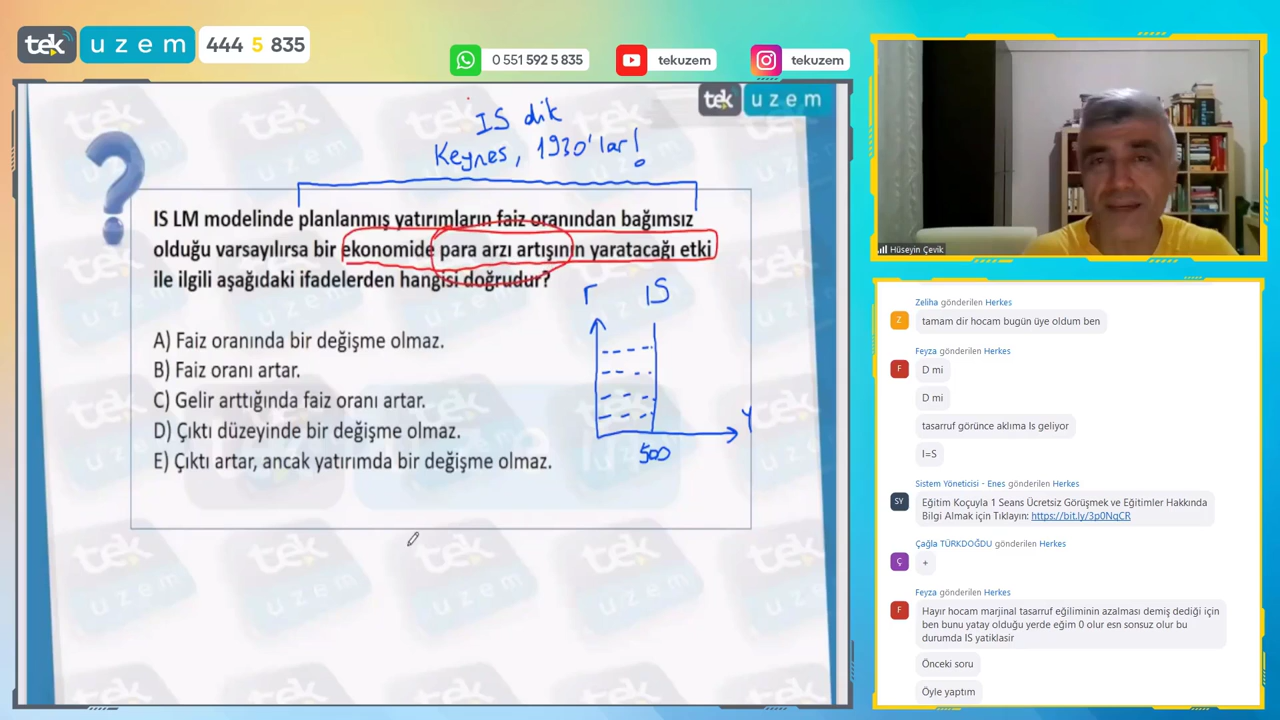 tek uzem 444 5 835
0 551 592 5 835
tekuzem
tekuzem
tek uzem
IS dik
Keynes, 1930'lar!
IS LM modelinde planlanmış yatırımların faiz oranından bağımsız
olduğu varsayılırsa bir ekonomide para arzı artışının yaratacağı etki
ile ilgili aşağıdaki ifadelerden hangisi doğrudur?
r IS
A) Faiz oranında bir değişme olmaz.
B) Faiz oranı artar.
C) Gelir arttığında faiz oranı artar.
D) Çıktı düzeyinde bir değişme olmaz.
E) Çıktı artar, ancak yatırımda bir değişme olmaz.
Y
500
Hüseyin Çevik
Zeliha gönderilen Herkes
Z
tamam dir hocam bugün üye oldum ben
Feyza gönderilen Herkes
F
D mi
D mi
tasarruf görünce aklıma Is geliyor
I=S
Sistem Yöneticisi - Enes gönderilen Herkes
SY
Eğitim Koçuyla 1 Seans Ücretsiz Görüşmek ve Eğitimler Hakkında
Bilgi Almak için Tıklayın: https://bit.ly/3p0NqCR
Çağla TÜRKDOĞDU gönderilen Herkes
Ç
+
Feyza gönderilen Herkes
F
Hayır hocam marjinal tasarruf eğiliminin azalması demiş dediği için
ben bunu yatay olduğu yerde eğim 0 olur esn sonsuz olur bu
durumda IS yatiklasir
Önceki soru
Öyle yaptım